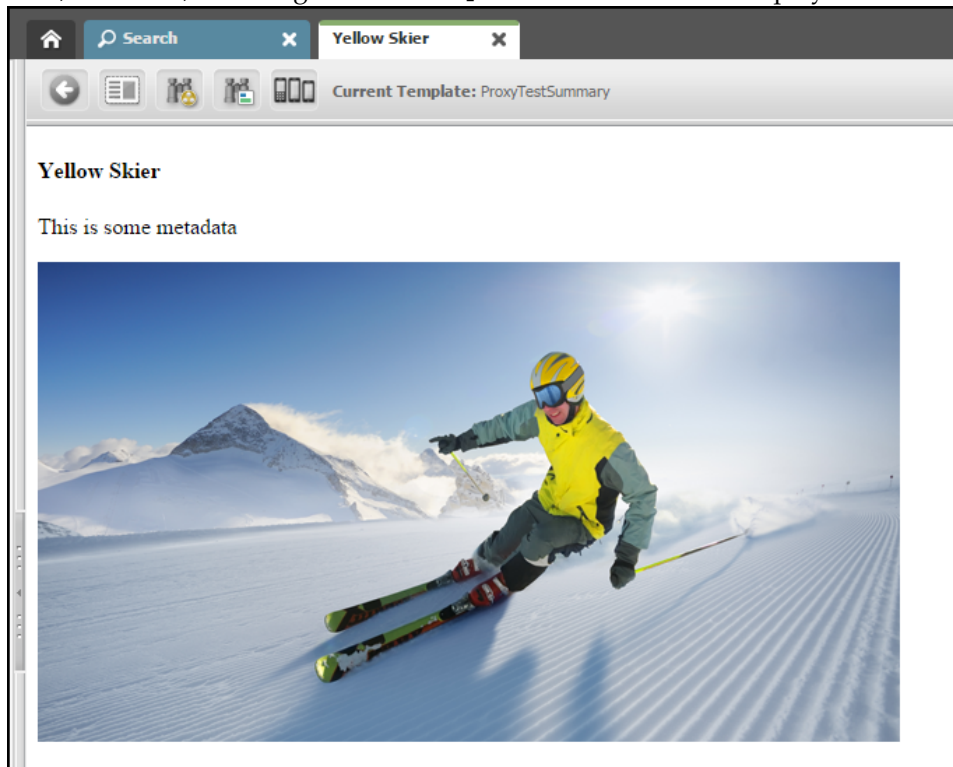 Search
Yellow Skier
Current Template: ProxyTestSummary
Yellow Skier
This is some metadata